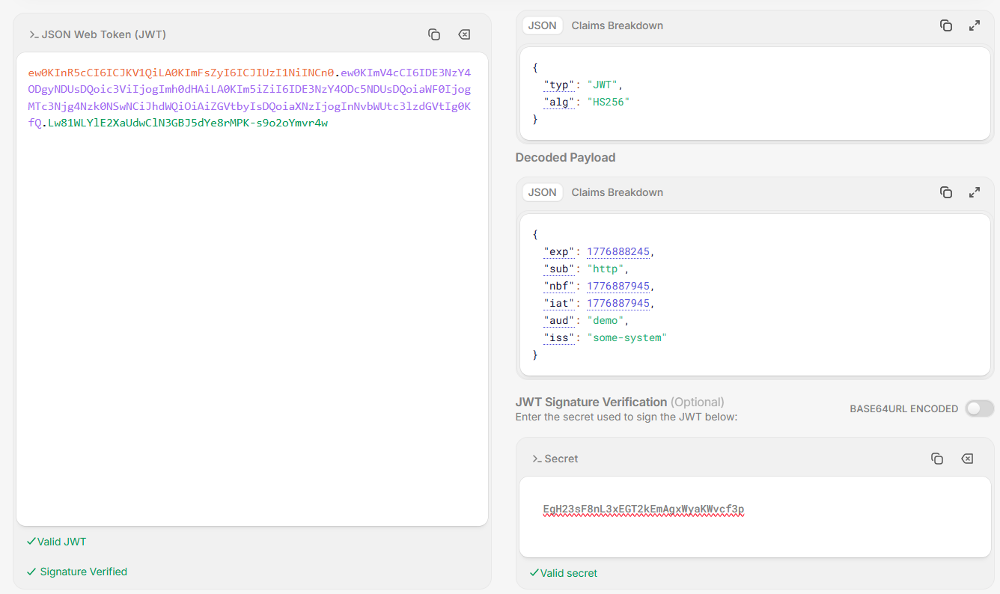 JSON Web Token (JWT)
ew0KInR5cCI6ICJKV1QiLA0KImFsZyI6ICJIUzI1NiINCn0.ew0KImV4cCI6IDE3NzY4
ODgyNDUsDQoic3ViIjogImh0dHAiLA0KIm5iZiI6IDE3NzY4ODc5NDUsDQoiaWF0Ijog
MTc3Njg4Nzk0NSwNCiJhdWQiOiAiZGVtbyIsDQoiaXNzIjogInNvbWUtc3lzdGVtIg0K
fQ.Lw81WLYlE2XaUdwClN3GBJ5dYe8rMPK-s9o2oYmvr4w
Valid JWT
Signature Verified
JSON Claims Breakdown
{
"typ": "JWT",
"alg": "HS256"
}
Decoded Payload
JSON Claims Breakdown
{
"exp": 1776888245,
"sub": "http",
"nbf": 1776887945,
"iat": 1776887945,
"aud": "demo",
"iss": "some-system"
}
JWT Signature Verification (Optional)
Enter the secret used to sign the JWT below:
BASE64URL ENCODED
Secret
EgH23sF8nL3xEGT2kEmAgxWyaKWvcf3p
Valid secret